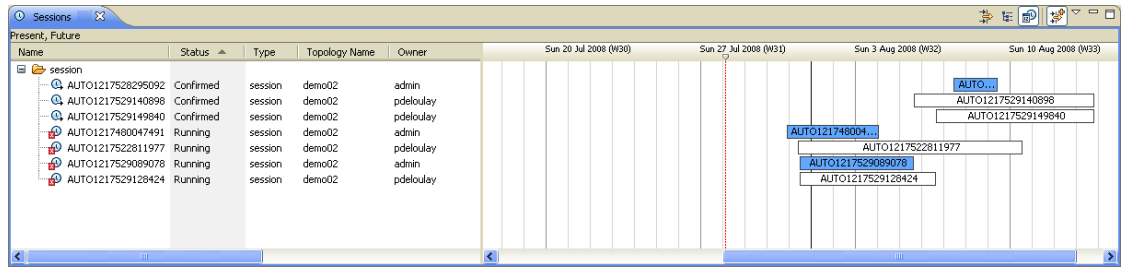 Sessions
Present, Future
Name Status Type Topology Name Owner Sun 20 Jul 2008 (W30) Sun 27 Jul 2008 (W31) Sun 3 Aug 2008 (W32) Sun 10 Aug 2008 (W33)
session
AUTO1217528295092 Confirmed session demo02 admin AUTO...
AUTO1217529140898 Confirmed session demo02 pdeloulay AUTO1217529140898
AUTO1217529149840 Confirmed session demo02 pdeloulay AUTO1217529149840
AUTO1217480047491 Running session demo02 admin AUTO121748004...
AUTO1217522811977 Running session demo02 pdeloulay AUTO1217522811977
AUTO1217529089078 Running session demo02 admin AUTO1217529089078
AUTO1217529128424 Running session demo02 pdeloulay AUTO1217529128424